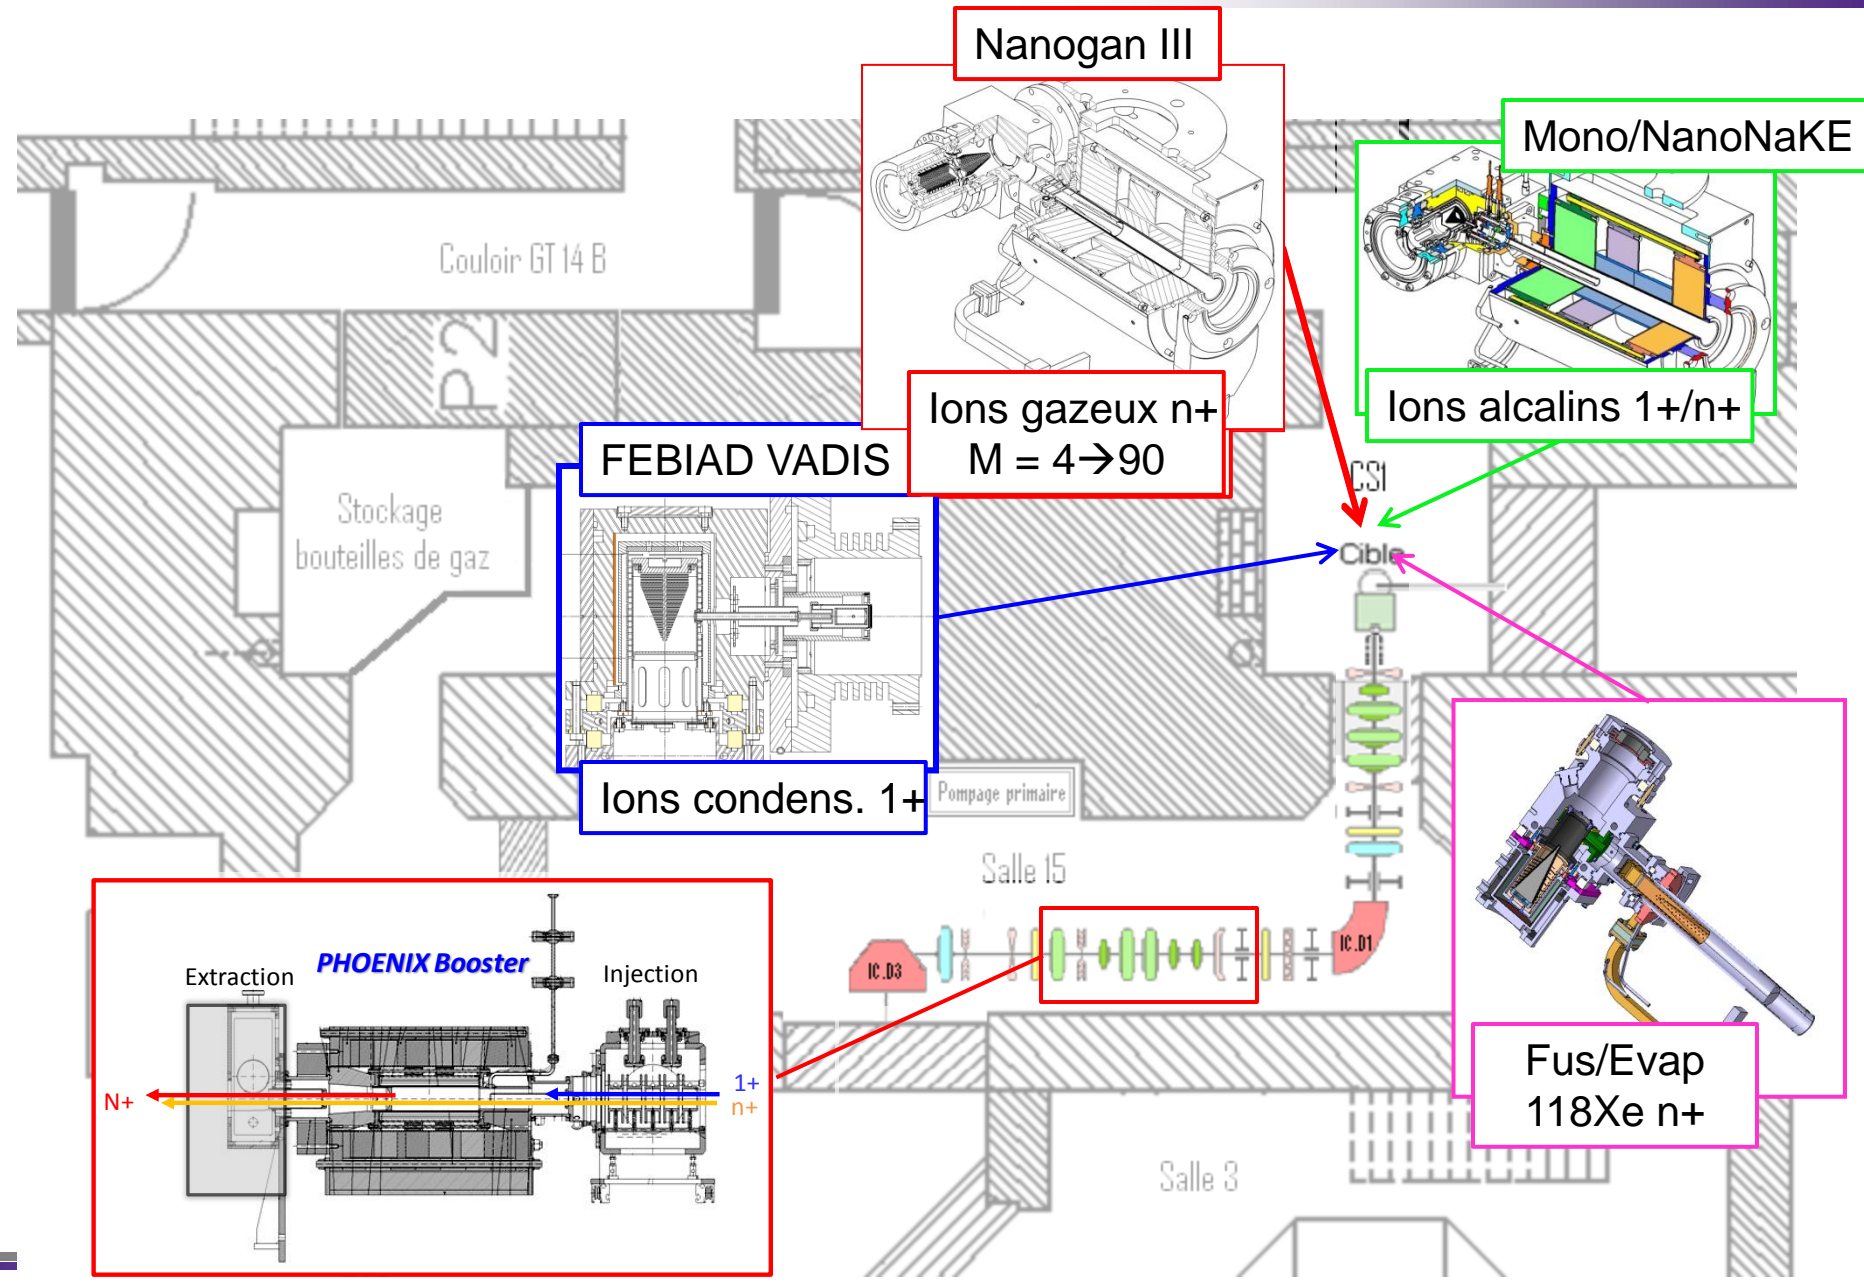 Nanogan III
Mono/NanoNaKE
Couloir GT 14 B
P2
Ions gazeux n+
M = 4→90
Ions alcalins 1+/n+
FEBIAD VADIS
CS1
Stockage
bouteilles de gaz
Cible
Ions condens. 1+
Pompage primaire
Salle 15
IC.D1
IC.D3
PHOENIX Booster
Extraction
Injection
1+
N+
n+
Fus/Evap
118Xe n+
Salle 3